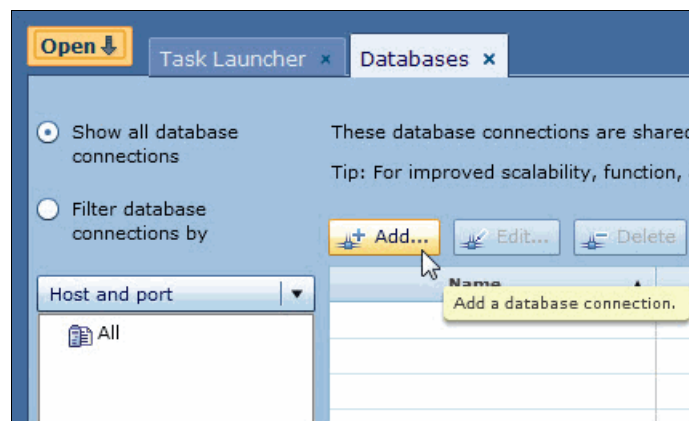 Open
Task Launcher
Databases
Show all database
connections
These database connections are shared
Tip: For improved scalability, function,
Filter database
connections by
Add... Edit... Delete
Host and port
Name
Add a database connection.
All